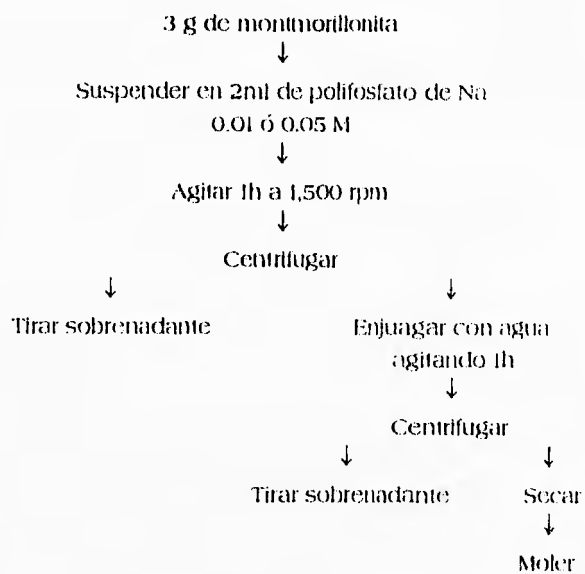 3 g de montmorillonita
↓
Suspender en 2ml de polifosfato de Na
0.01 ó 0.05 M
↓
Agitar 1h a 1,500 rpm
↓
Centrifugar
↓ ↓
Tirar sobrenadante Enjuagar con agua
agitando 1h
↓
Centrifugar
↓ ↓
Tirar sobrenadante Secar
↓
Moler